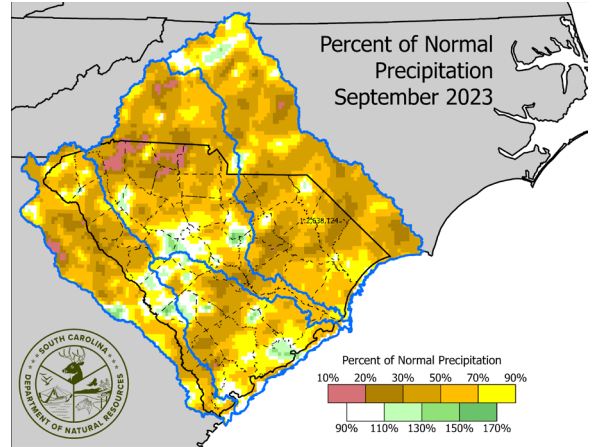 Percent of Normal
Precipitation
September 2023
SOUTH CAROLINA
DEPARTMENT OF NATURAL RESOURCES
Percent of Normal Precipitation
10% 20% 30% 50% 70% 90%
90% 110% 130% 150% 170%